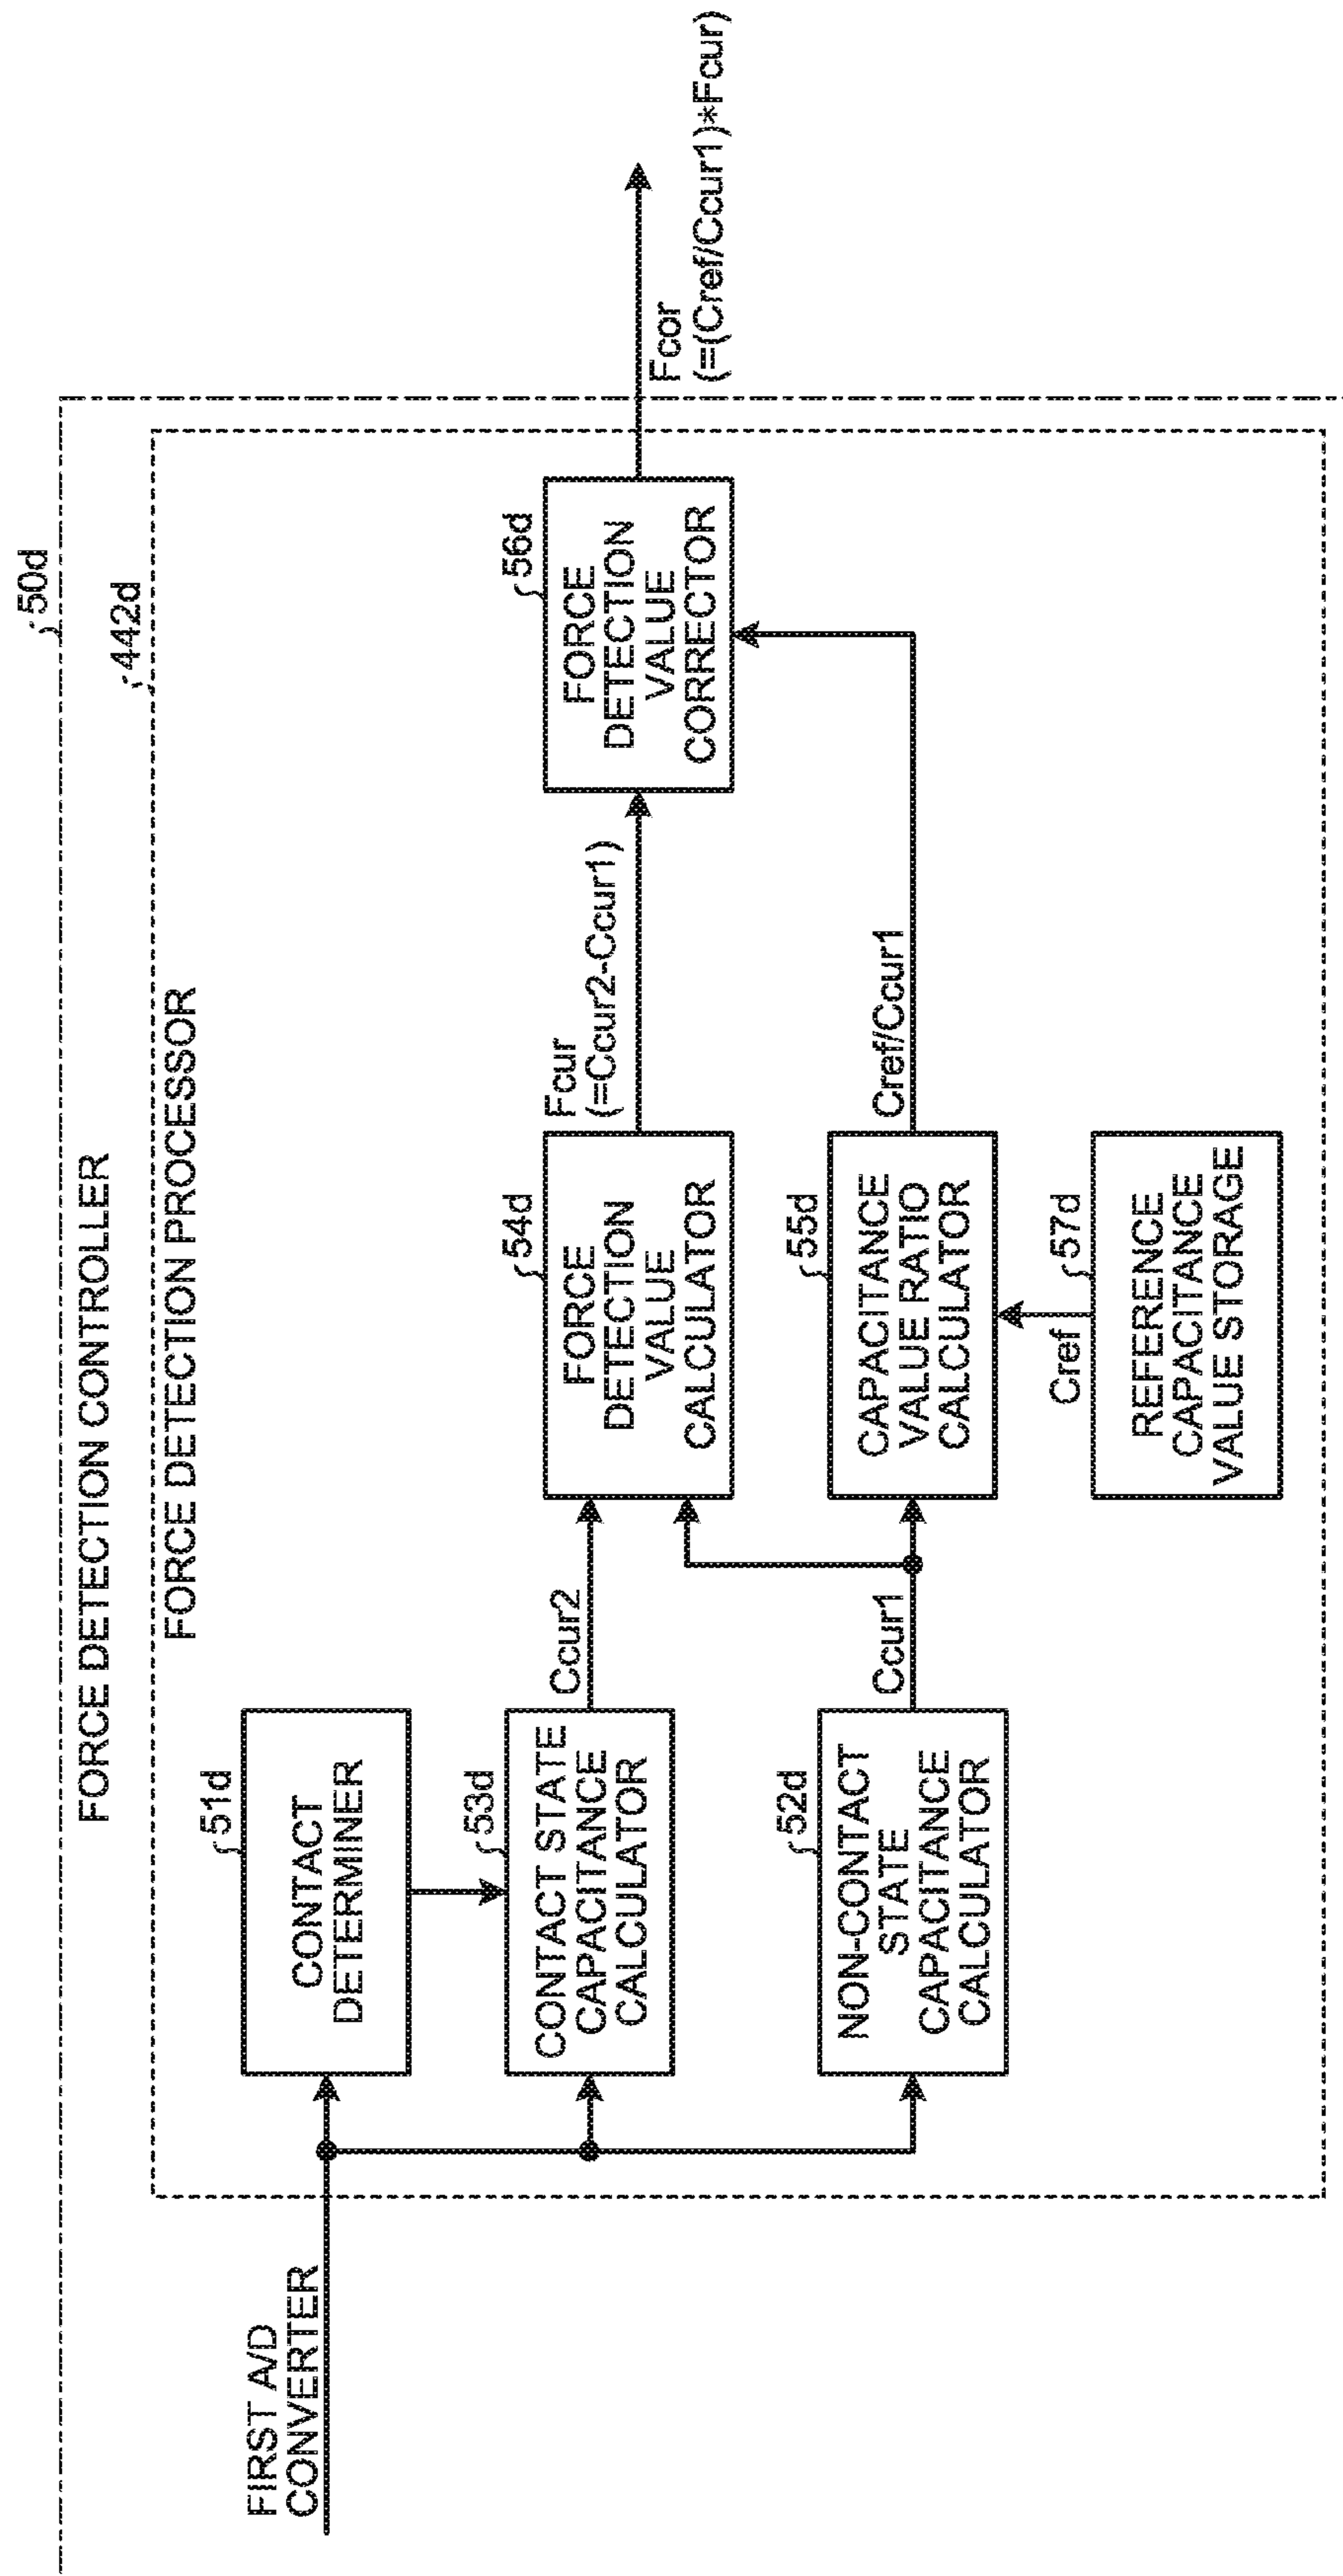 50d
FORCE DETECTION CONTROLLER
442d
FORCE DETECTION PROCESSOR
FIRST A/D
CONVERTER
51d
CONTACT
DETERMINER
53d
CONTACT STATE
CAPACITANCE
CALCULATOR
52d
NON-CONTACT
STATE
CAPACITANCE
CALCULATOR
Ccur2
Ccur1
54d
FORCE
DETECTION
VALUE
CALCULATOR
55d
CAPACITANCE
VALUE RATIO
CALCULATOR
Cref
57d
REFERENCE
CAPACITANCE
VALUE STORAGE
Fcur
(=Ccur2-Ccur1)
Cref/Ccur1
56d
FORCE
DETECTION
VALUE
CORRECTOR
Fcor
(=(Cref/Ccur1)*Fcur)